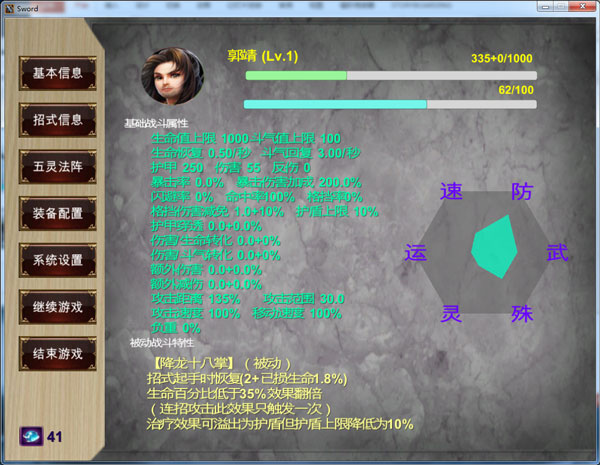 Sword
郭靖 (Lv.1)
335+0/1000
62/100
基本信息
招式信息
五灵法阵
装备配置
系统设置
继续游戏
结束游戏
41
基础战斗属性
生命值上限 1000 斗气值上限 100
生命恢复 0.50/秒 斗气回复 3.00/秒
护甲 250 伤害 55 反伤 0
暴击率 0.0% 暴击伤害加成 200.0%
闪避率 0% 命中率100% 格挡率0%
格挡伤害减免 1.0+10% 护盾上限 10%
护甲穿透 0.0+0.0%
伤害/生命转化 0.0+0%
伤害/斗气转化 0.0+0%
额外伤害 0.0+0.0%
额外减伤 0.0+0.0%
攻击距离 135% 攻击范围 30.0
攻击速度 100% 移动速度 100%
负重 0%
被动战斗特性
【降龙十八掌】（被动）
招式起手时恢复(2+已损生命1.8%)
生命百分比低于35%效果翻倍
（连招攻击此效果只触发一次）
治疗效果可溢出为护盾但护盾上限降低为10%
速 防
运 武
灵 殊